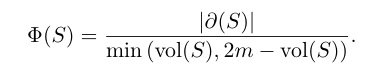 Φ(S) = |∂(S)| / min (vol(S), 2m − vol(S)) .